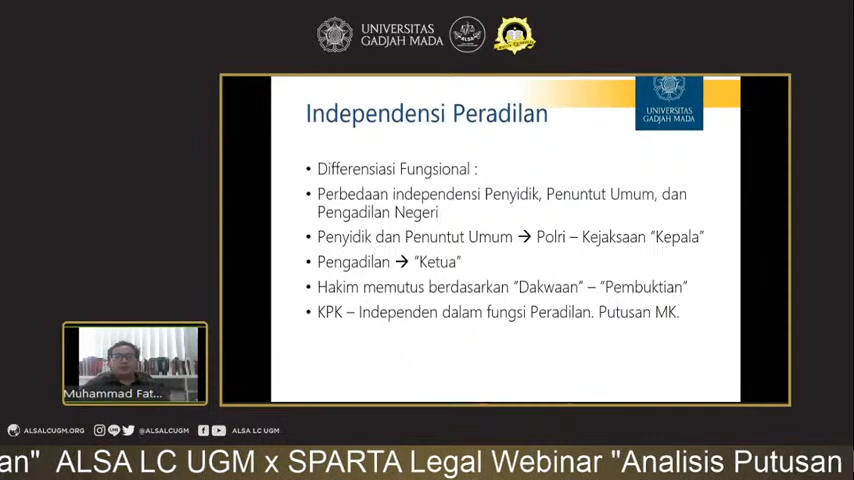 UNIVERSITAS
GADJAH MADA
ALSA
Independensi Peradilan
UNIVERSITAS
GADJAH MADA
• Differensiasi Fungsional :
• Perbedaan independensi Penyidik, Penuntut Umum, dan
Pengadilan Negeri
• Penyidik dan Penuntut Umum → Polri – Kejaksaan “Kepala”
• Pengadilan → “Ketua”
• Hakim memutus berdasarkan “Dakwaan” – “Pembuktian”
• KPK – Independen dalam fungsi Peradilan. Putusan MK.
Muhammad Fat...
ALSALCUGM.ORG @ALSALCUGM ALSA LC UGM
an" ALSA LC UGM x SPARTA Legal Webinar "Analisis Putusan